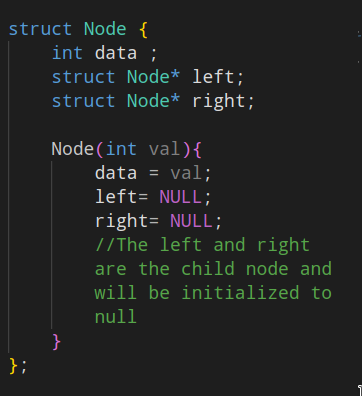 struct Node {
    int data ;
    struct Node* left;
    struct Node* right;
    Node(int val){
        data = val;
        left= NULL;
        right= NULL;
        //The left and right
        are the child node and
        will be initialized to
        null
    }
};